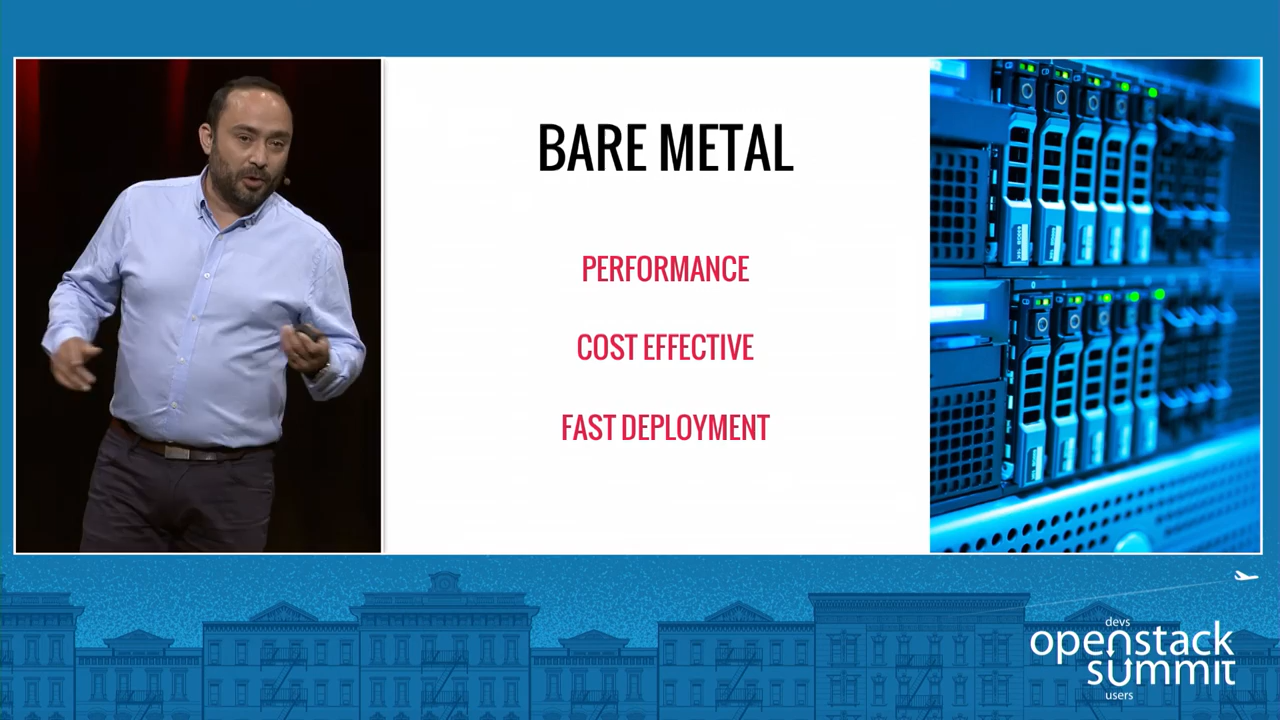 BARE METAL
PERFORMANCE
COST EFFECTIVE
FAST DEPLOYMENT
devs
openstack
summit
users